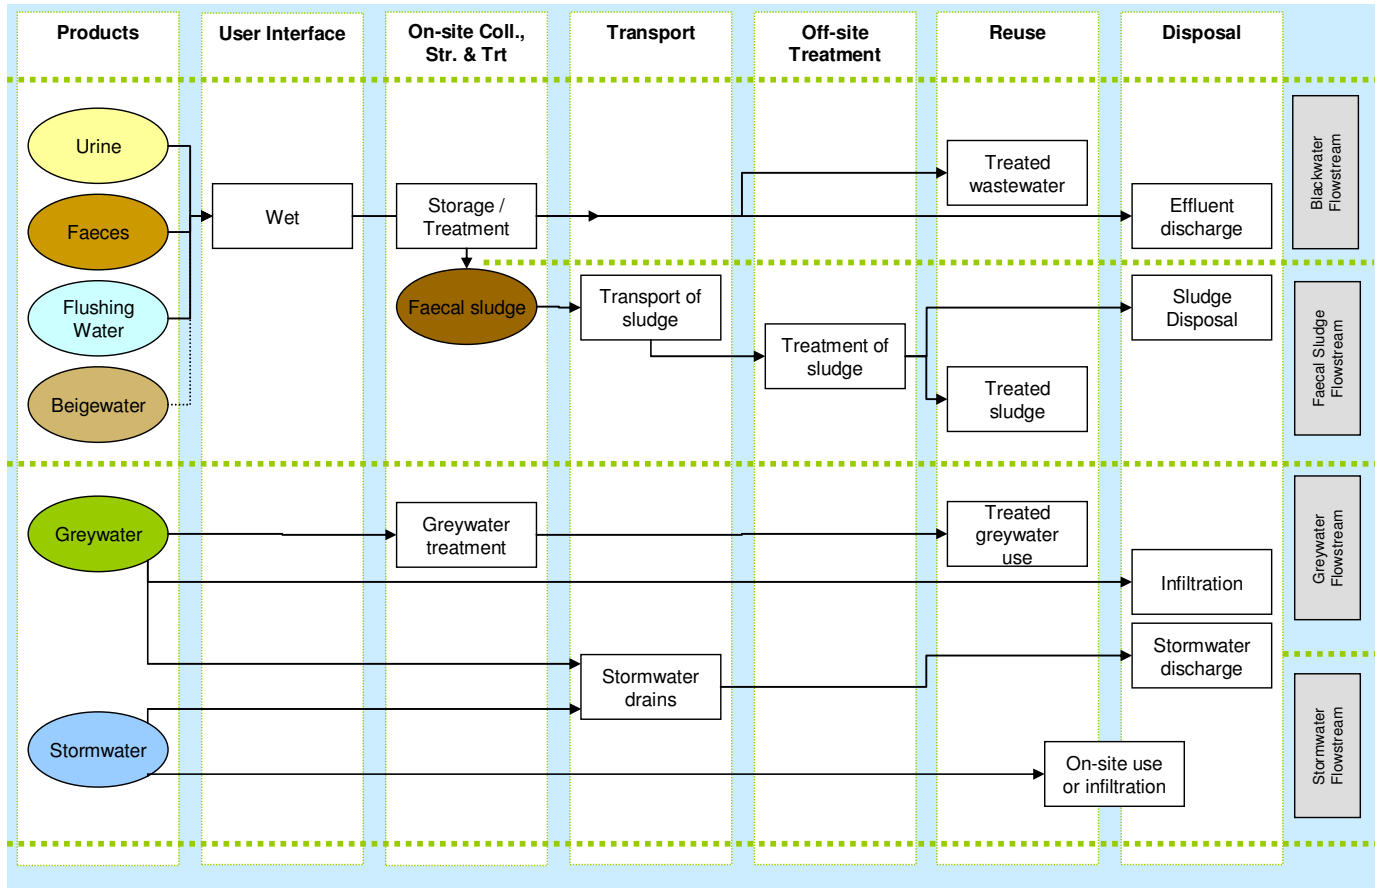 Products
User Interface
On-site Coll.,
Str. & Trt
Transport
Off-site
Treatment
Reuse
Disposal
Urine
Faeces
Flushing
Water
Beigewater
Wet
Storage /
Treatment
Treated
wastewater
Effluent
discharge
Blackwater
Flowstream
Faecal sludge
Transport of
sludge
Treatment of
sludge
Sludge
Disposal
Treated
sludge
Faecal Sludge
Flowstream
Greywater
Greywater
treatment
Treated
greywater
use
Infiltration
Greywater
Flowstream
Stormwater
drains
Stormwater
discharge
Stormwater
On-site use
or infiltration
Stormwater
Flowstream